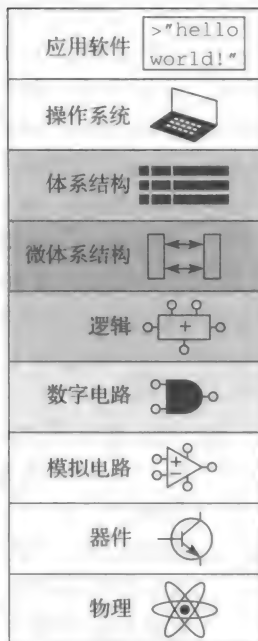 应用软件
>"hello
world!"
操作系统
体系结构
微体系结构
逻辑
+
数字电路
模拟电路
+
-
器件
物理